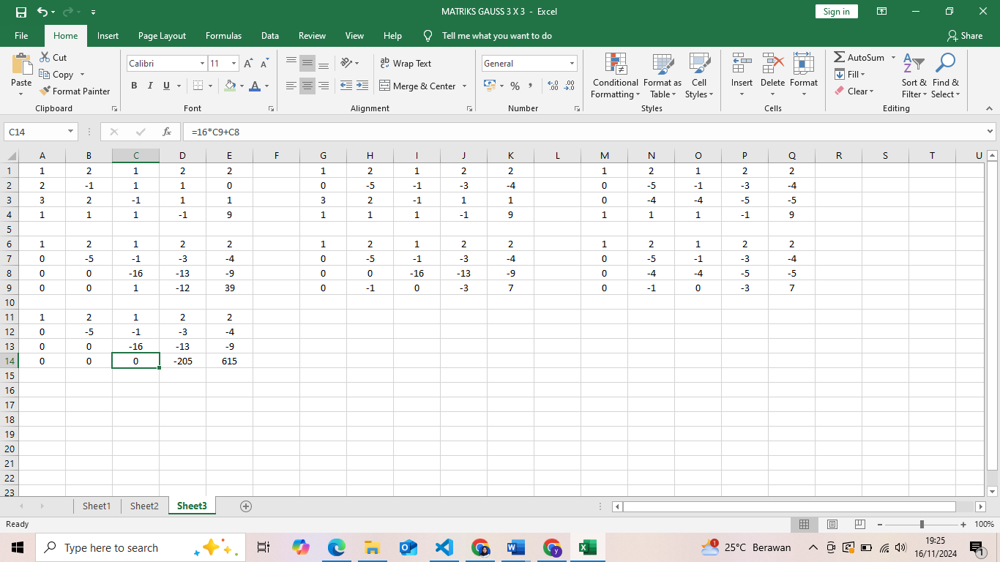 MATRIKS GAUSS 3 X 3 - Excel
Sign in
File Home Insert Page Layout Formulas Data Review View Help Tell me what you want to do Share
Paste
Cut
Copy
Format Painter
Clipboard
Calibri 11 A A
B I U A
Font
ab Wrap Text
Merge & Center
Alignment
General
% , .00 .0
Number
Conditional Formatting
Format as Table
Cell Styles
Styles
Insert Delete Format
Cells
AutoSum
Fill
Clear
Sort & Filter
Find & Select
Editing
C14 fx =16*C9+C8
A B C D E F G H I J K L M N O P Q R S T U
1 1 2 1 2 2 1 2 1 2 2 1 2 1 2 2
2 2 -1 1 1 0 0 -5 -1 -3 -4 0 -5 -1 -3 -4
3 3 2 -1 1 1 3 2 -1 1 1 0 -4 -4 -5 -5
4 1 1 1 -1 9 1 1 1 -1 9 1 1 1 -1 9
5
6 1 2 1 2 2 1 2 1 2 2 1 2 1 2 2
7 0 -5 -1 -3 -4 0 -5 -1 -3 -4 0 -5 -1 -3 -4
8 0 0 -16 -13 -9 0 0 -16 -13 -9 0 -4 -4 -5 -5
9 0 0 1 -12 39 0 -1 0 -3 7 0 -1 0 -3 7
10
11 1 2 1 2 2
12 0 -5 -1 -3 -4
13 0 0 -16 -13 -9
14 0 0 0 -205 615
15
16
17
18
19
20
21
22
23
Sheet1 Sheet2 Sheet3
Ready 100%
Type here to search 25°C Berawan 19:25
16/11/2024 1